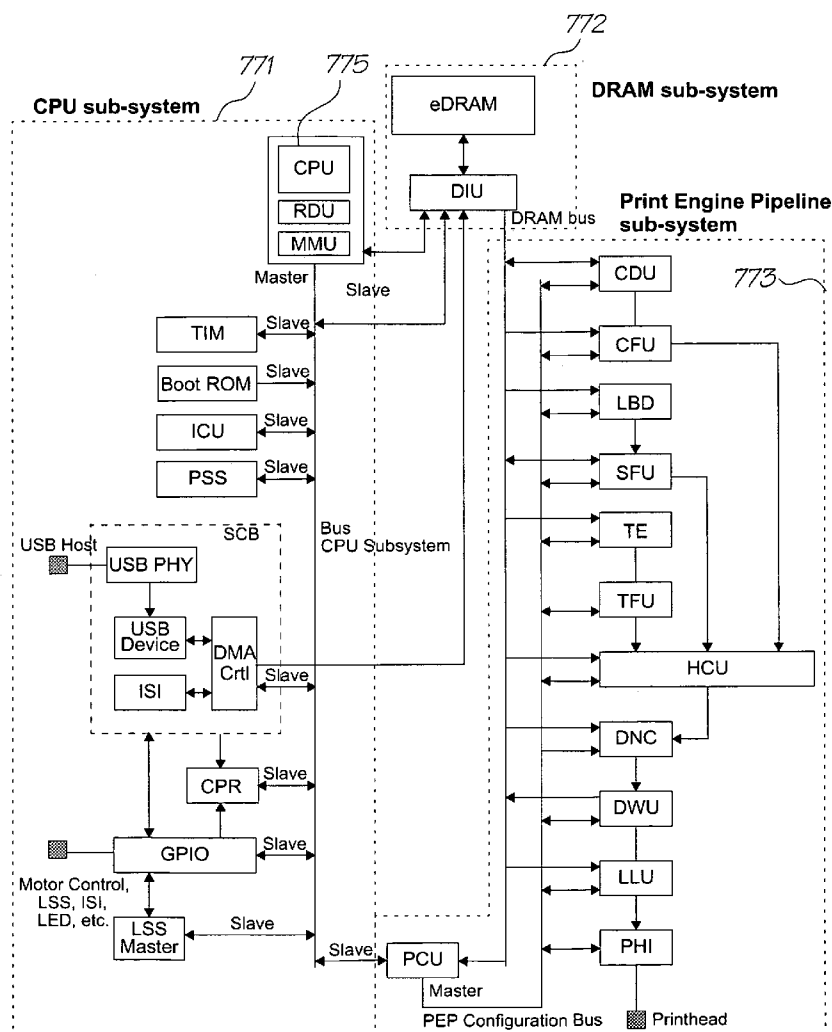 772
771
775
CPU sub-system
DRAM sub-system
eDRAM
CPU
DIU
RDU
DRAM bus
Print Engine Pipeline
sub-system
MMU
Master
Slave
CDU
773
TIM
Slave
CFU
Boot ROM
Slave
LBD
ICU
Slave
PSS
Slave
SFU
Bus
CPU Subsystem
SCB
TE
USB Host
USB PHY
TFU
USB
Device
DMA
Crtl
HCU
ISI
Slave
DNC
CPR
Slave
DWU
GPIO
Slave
Motor Control,
LSS, ISI,
LED, etc.
LLU
LSS
Master
Slave
Slave
PCU
PHI
Master
PEP Configuration Bus
Printhead